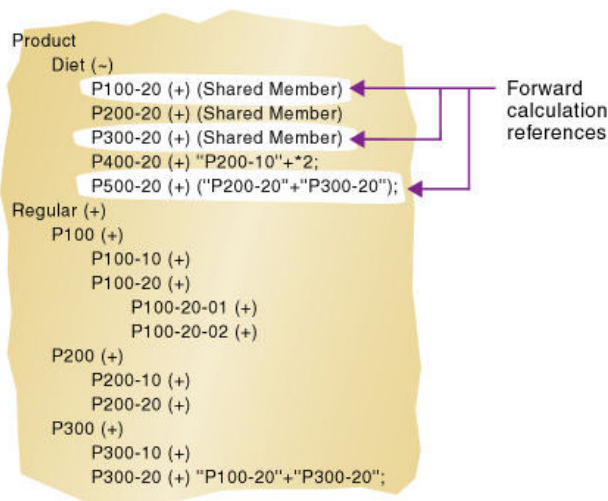 Product
Diet (~)
P100-20 (+) (Shared Member)
P200-20 (+) (Shared Member)
P300-20 (+) (Shared Member)
P400-20 (+) "P200-10"+*2;
P500-20 (+) ("P200-20"+"P300-20");
Regular (+)
P100 (+)
P100-10 (+)
P100-20 (+)
P100-20-01 (+)
P100-20-02 (+)
P200 (+)
P200-10 (+)
P200-20 (+)
P300 (+)
P300-10 (+)
P300-20 (+) "P100-20"+"P300-20";
Forward
calculation
references